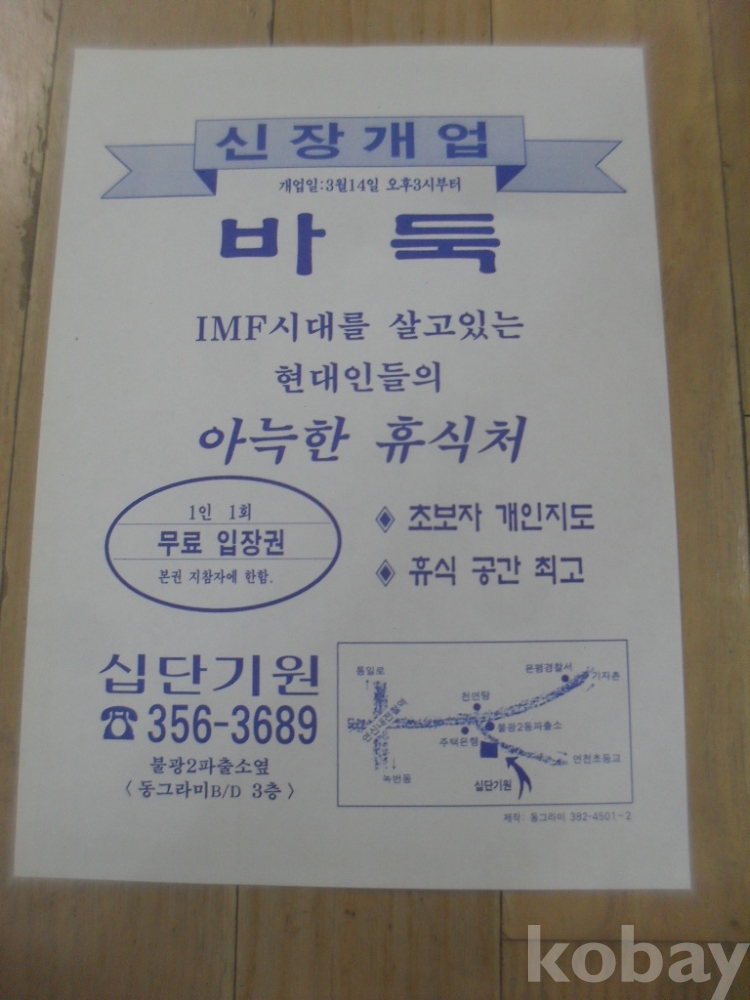 신장개업
개업일:3월14일 오후3시부터
바 둑
IMF시대를 살고있는
현대인들의
아늑한 휴식처
1인 1회
무료 입장권
본권 지참자에 한함.
◈ 초보자 개인지도
◈ 휴식 공간 최고
십단기원
☎ 356-3689
불광2파출소옆
〈동그라미B/D 3층〉
통일로
은평경찰서
기자촌
천연탕
연신내전철역
불광2동파출소
주택은행
연천초등교
녹번동
십단기원
제작: 동그라미 382-4501~2
kobay